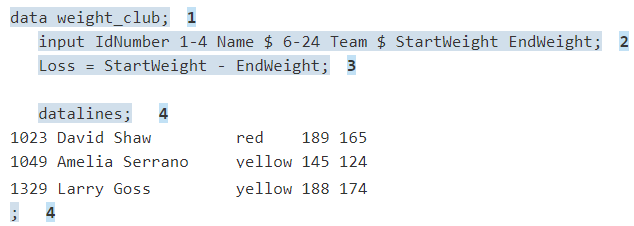 data weight_club; 1
input IdNumber 1-4 Name $ 6-24 Team $ StartWeight EndWeight; 2
Loss = StartWeight - EndWeight; 3
datalines; 4
1023 David Shaw red 189 165
1049 Amelia Serrano yellow 145 124
1329 Larry Goss yellow 188 174
; 4